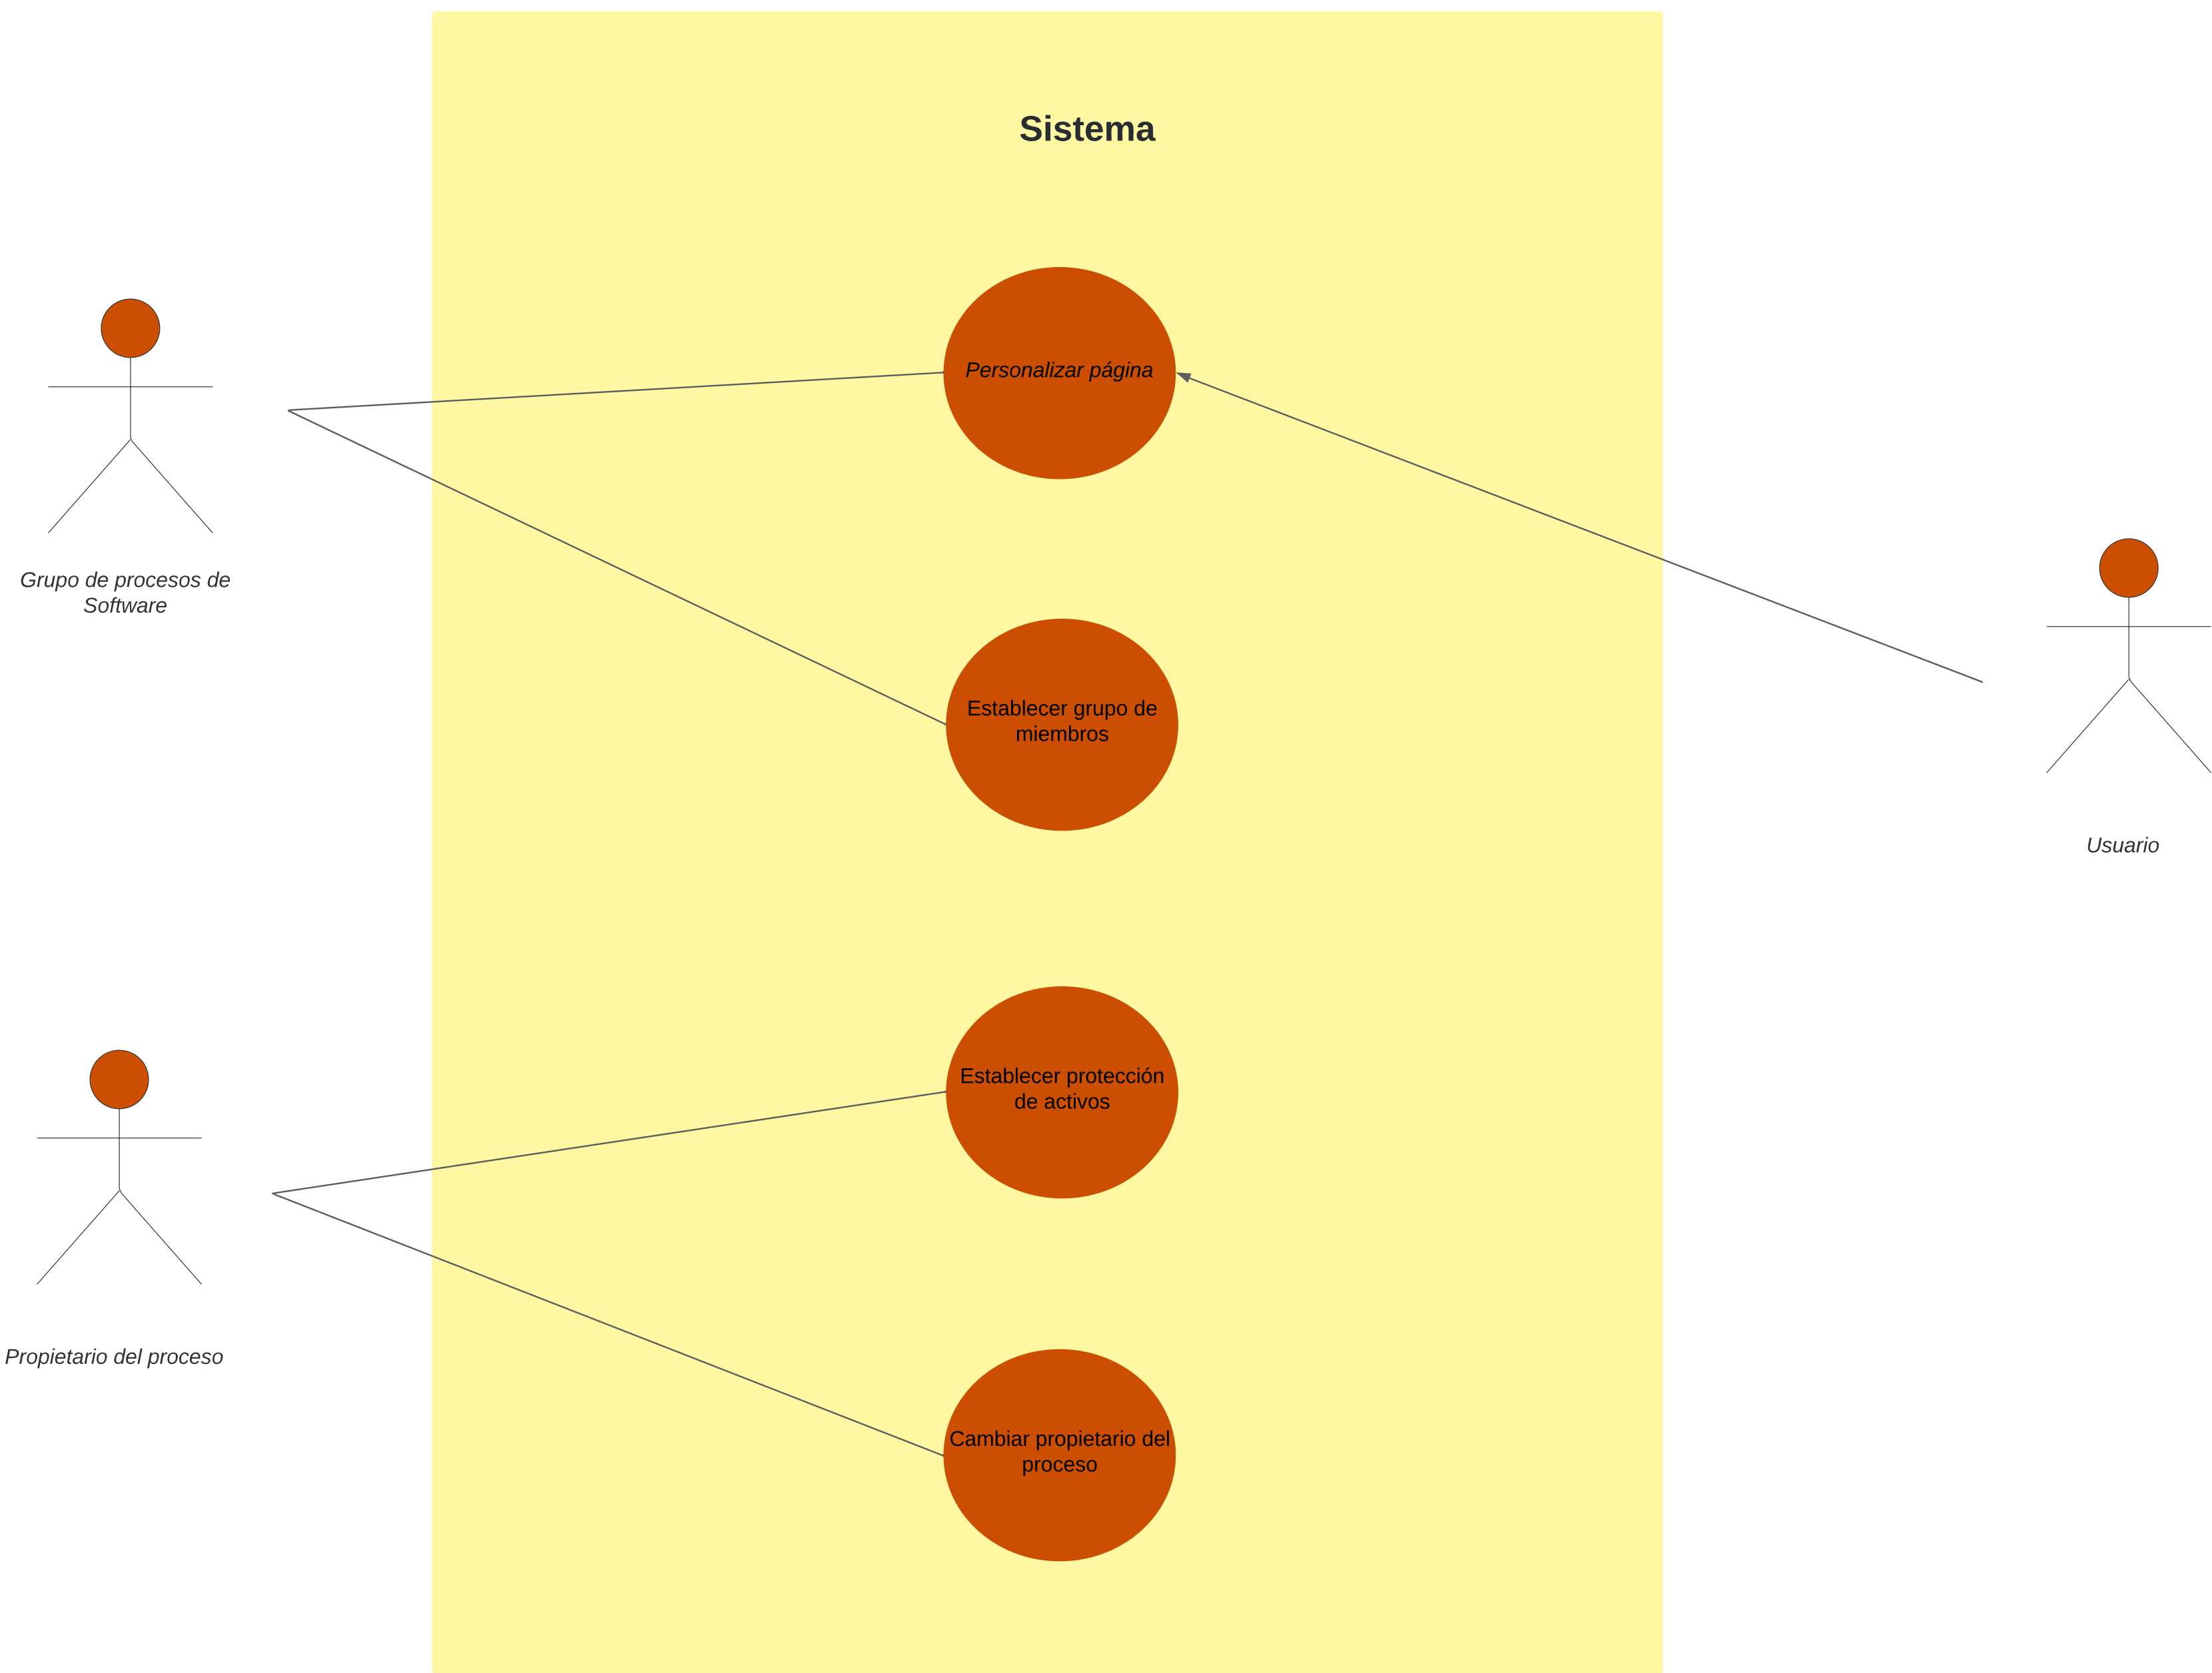 Sistema
Personalizar página
Grupo de procesos de
Software
Establecer grupo de
miembros
Usuario
Establecer protección
de activos
Propietario del proceso
Cambiar propietario del
proceso